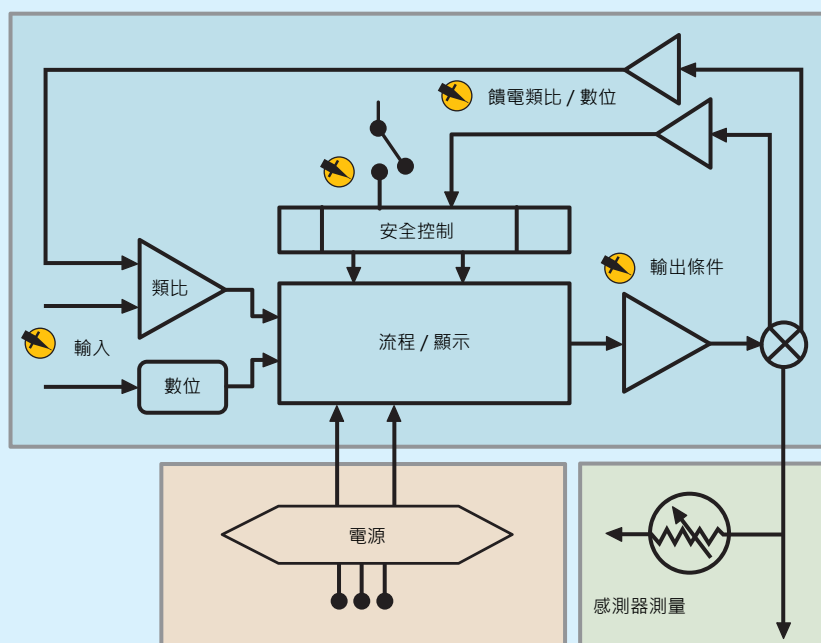 饋電類比 / 數位
安全控制
輸出條件
類比
流程 / 顯示
輸入
數位
電源
感測器測量